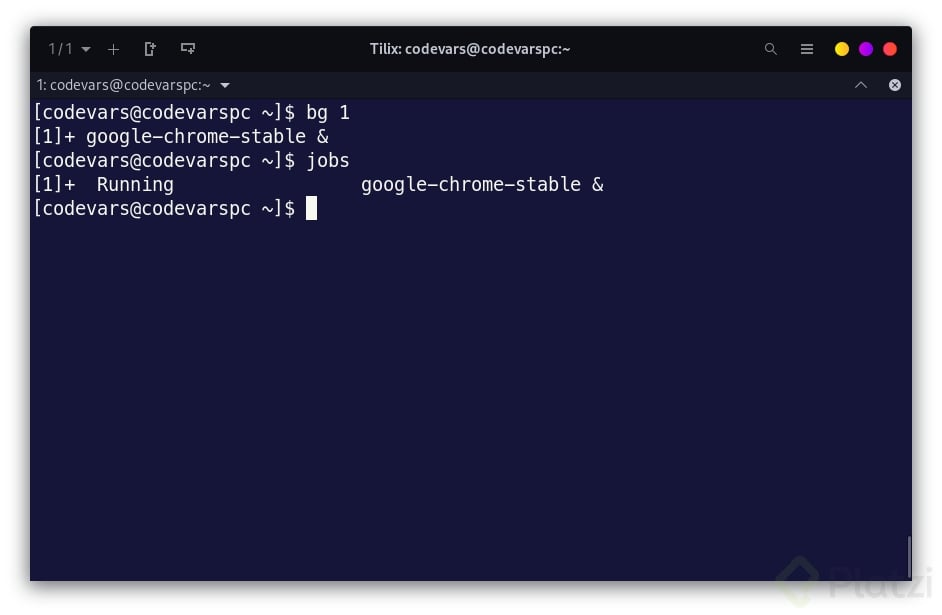 1/1
Tilix: codevars@codevarspc:~
1: codevars@codevarspc:~
[codevars@codevarspc ~]$ bg 1
[1]+ google-chrome-stable &
[codevars@codevarspc ~]$ jobs
[1]+  Running                 google-chrome-stable &
[codevars@codevarspc ~]$
Platzi